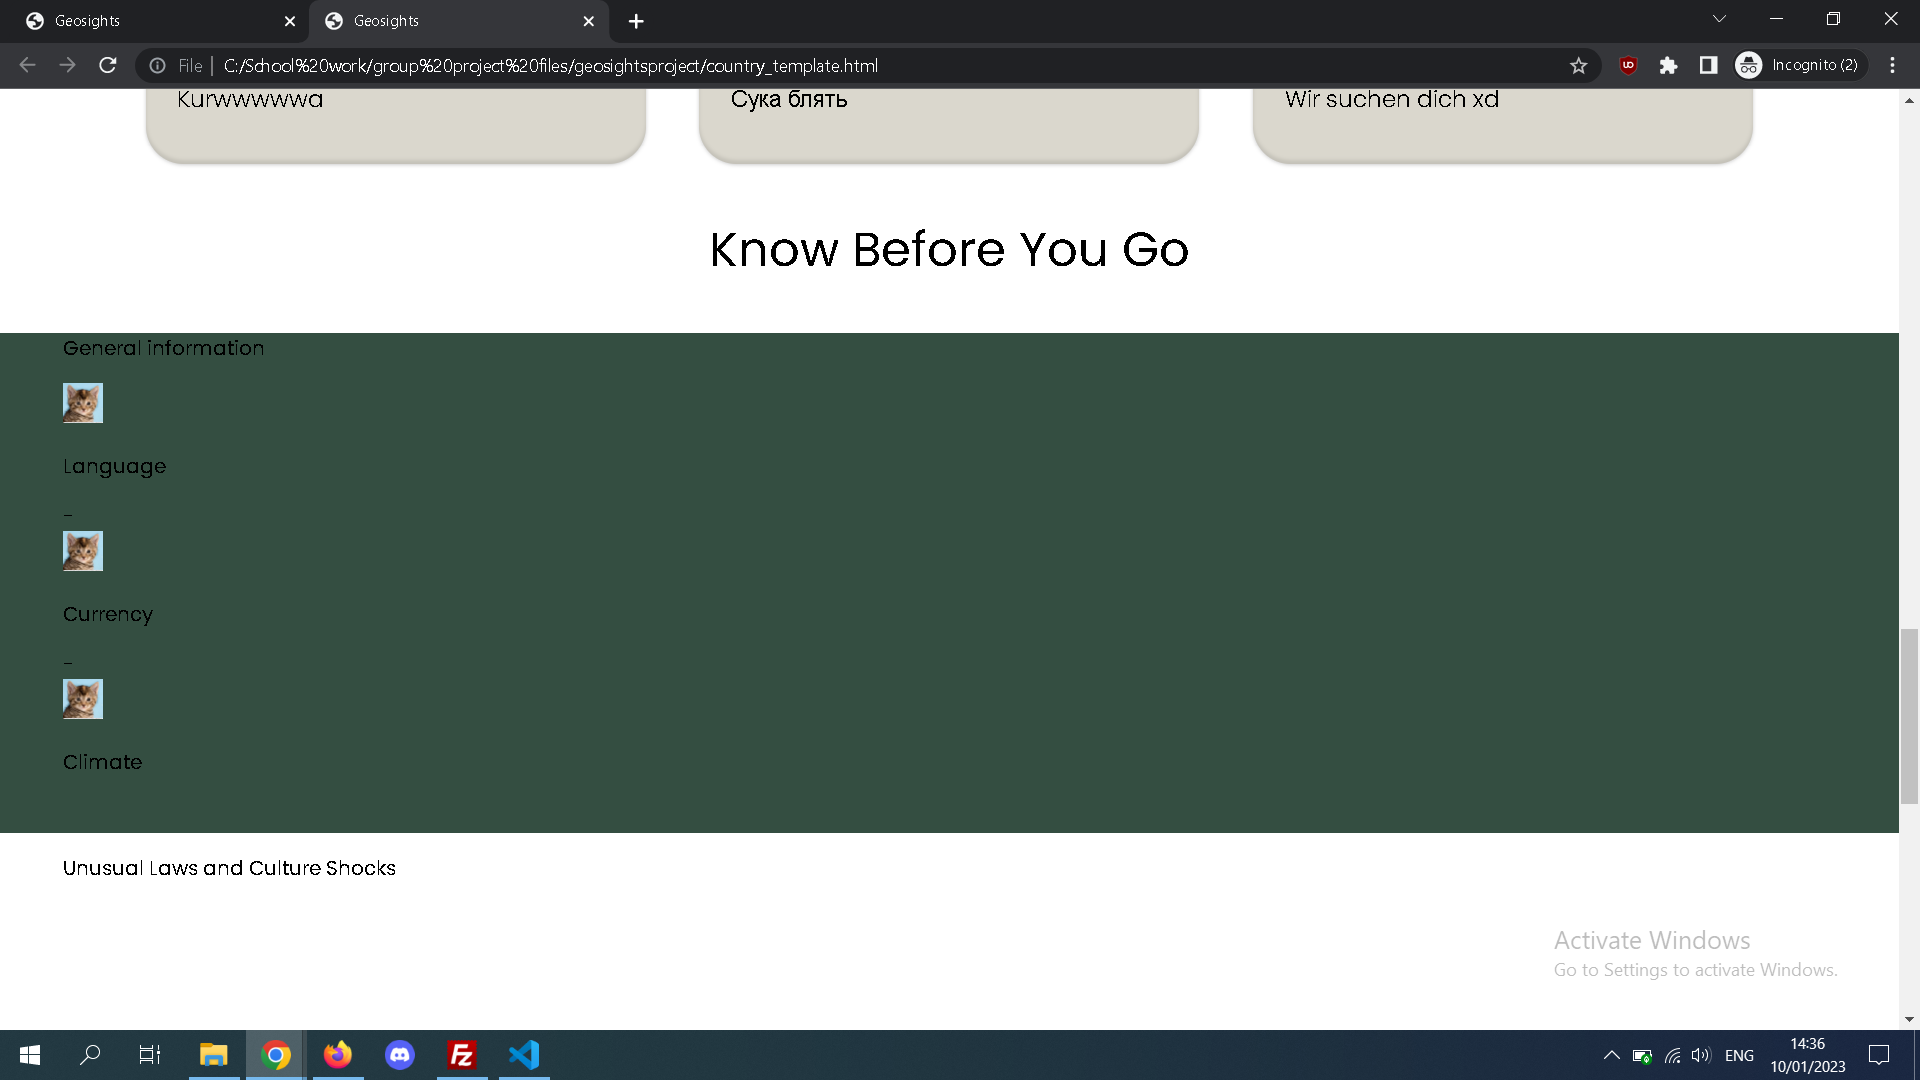 Geosights
Geosights
File | C:/School%20work/group%20project%20files/geosightsproject/country_template.html
Incognito (2)
Kurwwwwwa
Сука блять
Wir suchen dich xd
Know Before You Go
General information
Language
-
Currency
-
Climate
Unusual Laws and Culture Shocks
Activate Windows
Go to Settings to activate Windows.
ENG
14:36
10/01/2023